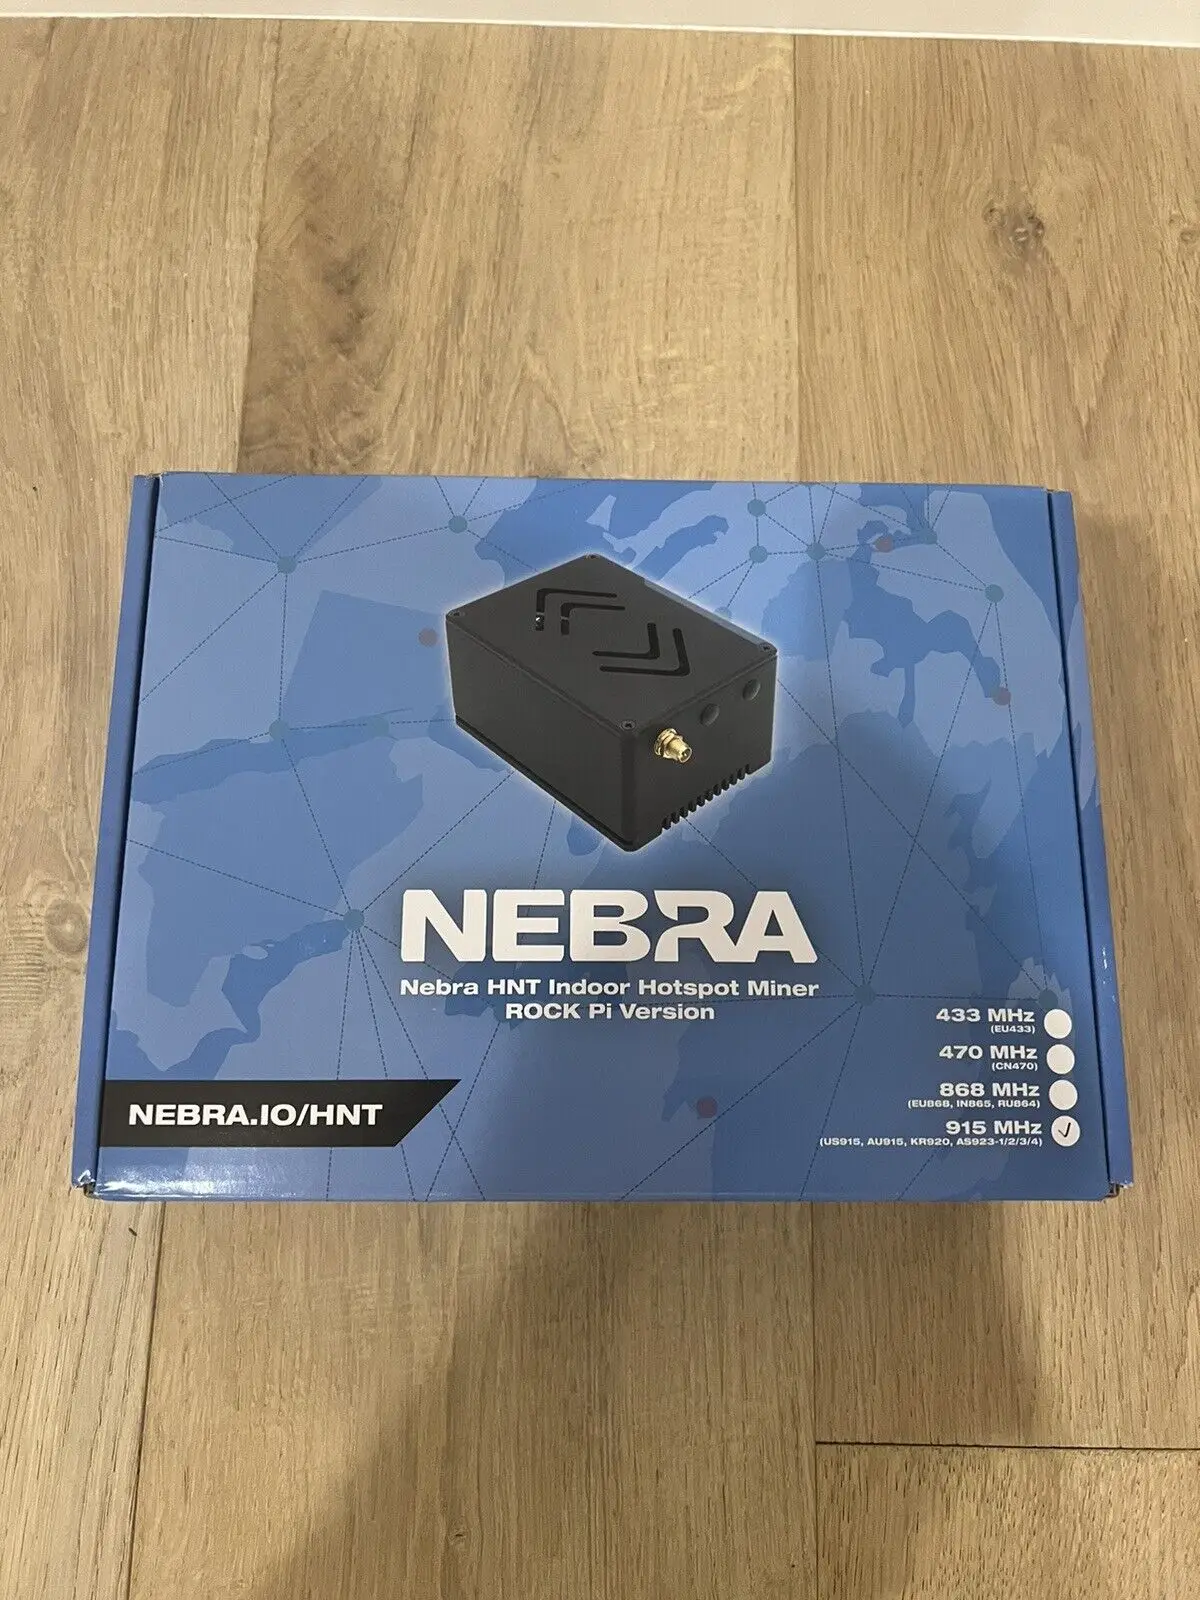 NEBRA
Nebra HNT Indoor Hotspot Miner
ROCK Pi Version
433 MHz
(EU433)
470 MHz
(CN470)
868 MHz
(EU868, IN865, RU864)
915 MHz
(US915, AU915, KR920, AS923-1/2/3/4)
NEBRA.IO/HNT